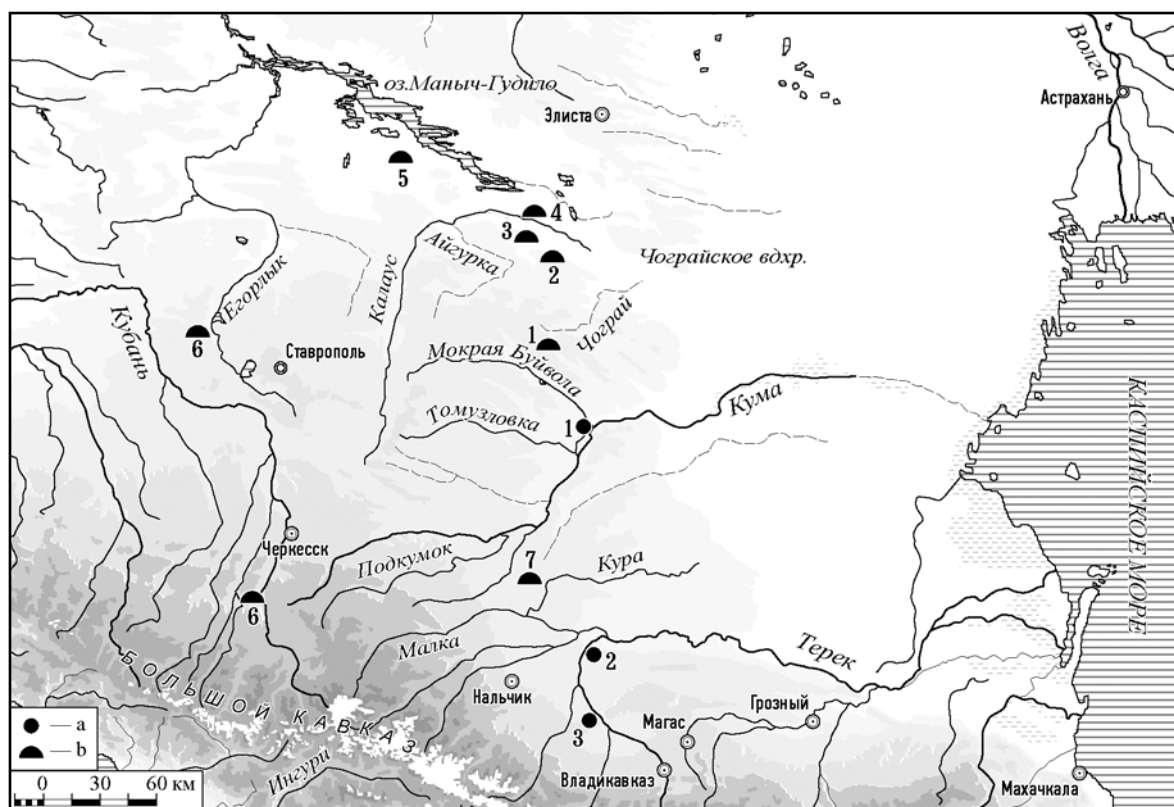 Волга
оз.Маныч-Гудило
Астрахань
Элиста
5
4
3
Айгурка
2
Чограйское вдхр.
Калаус
Егорлык
Чограй
Кубань
6
1
Ставрополь
Мокрая Буйвола
Кума
КАСПИЙСКОЕ МОРЕ
Томузловка
1
Черкесск
Подкумок
7
Кура
6
Малка
2
Терек
БОЛЬШОЙ КАВКАЗ
Нальчик
Грозный
3
Магас
— a
— b
Ингури
Владикавказ
Махачкала
0 30 60 км